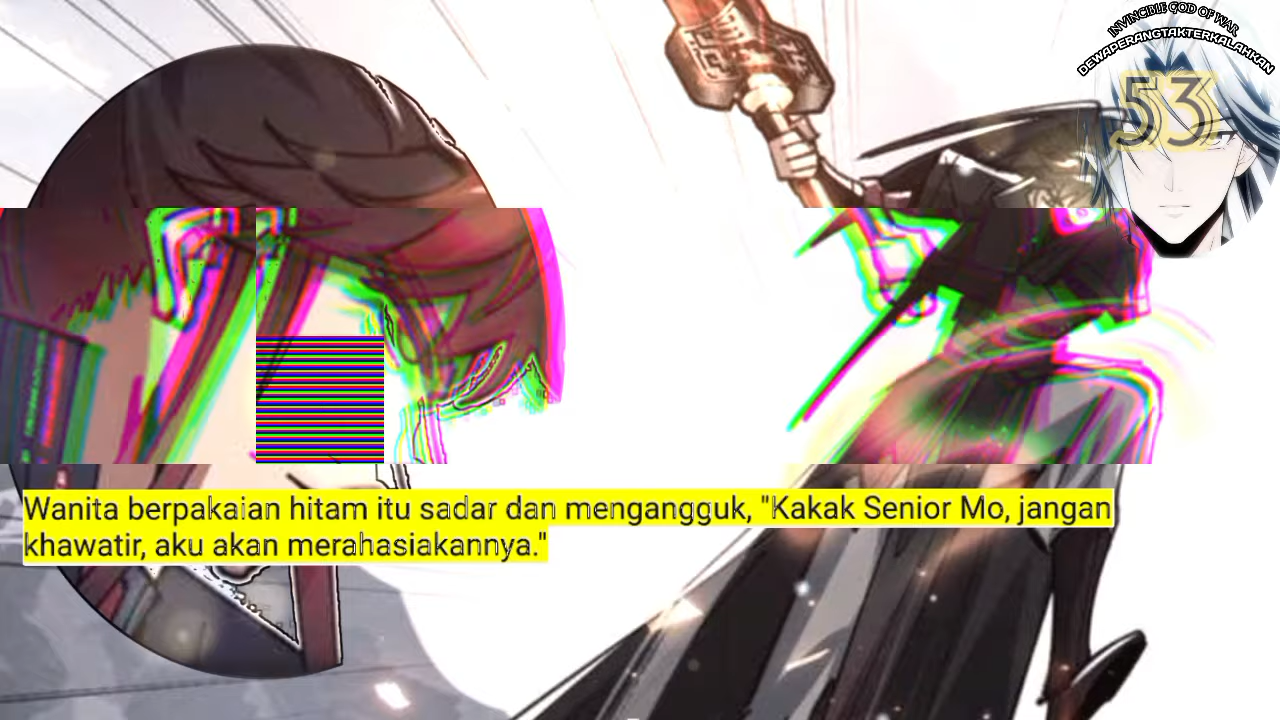 INVINCIBLE GOD OF WAR
DEWAPERANGTAKTERKALAHKAN
53
Wanita berpakaian hitam itu sadar dan mengangguk, "Kakak Senior Mo, jangan
khawatir, aku akan merahasiakannya."